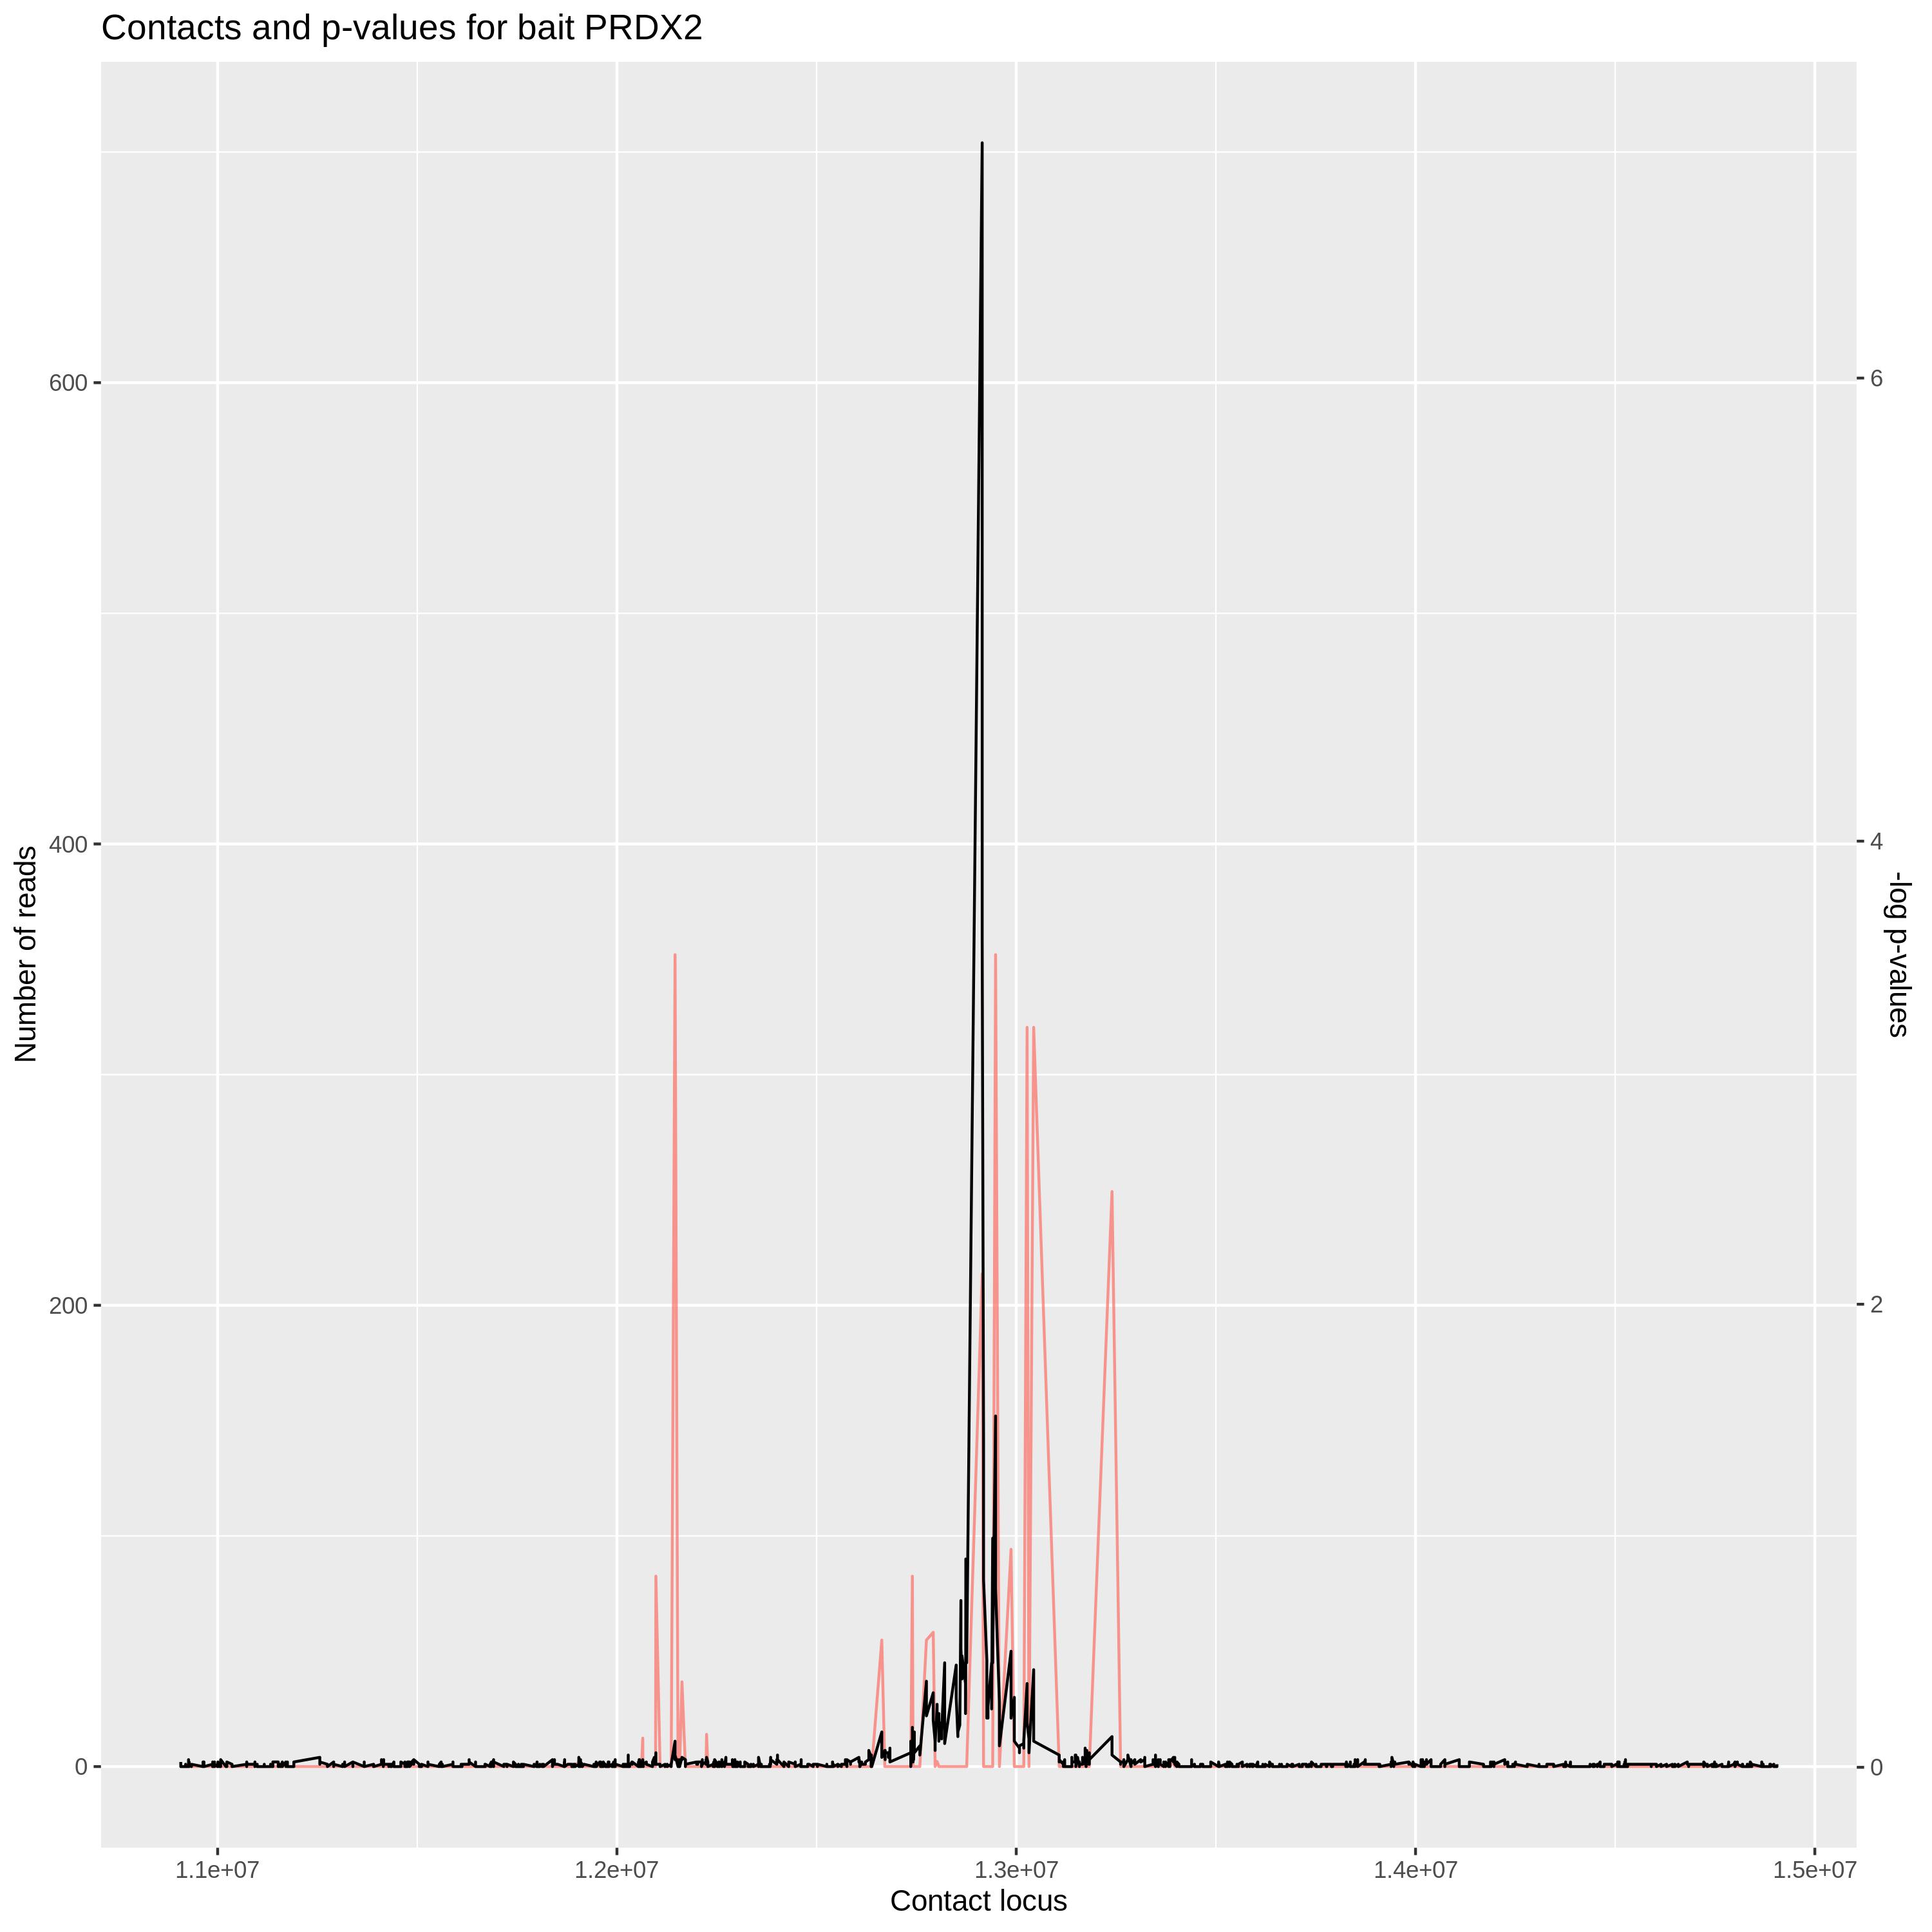 Contacts and p-values for bait PRDX2
Number of reads
600
400
200
0
6
4
2
0
-log p-values
1.1e+07
1.2e+07
1.3e+07
1.4e+07
1.5e+07
Contact locus